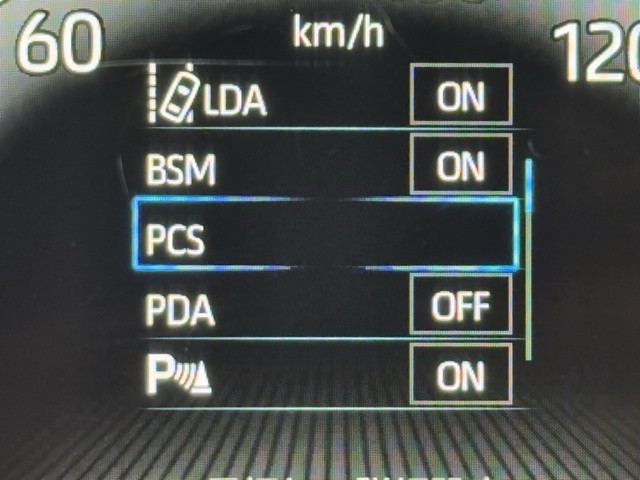 60
km/h
120
LDA ON
BSM ON
PCS
PDA OFF
P ON